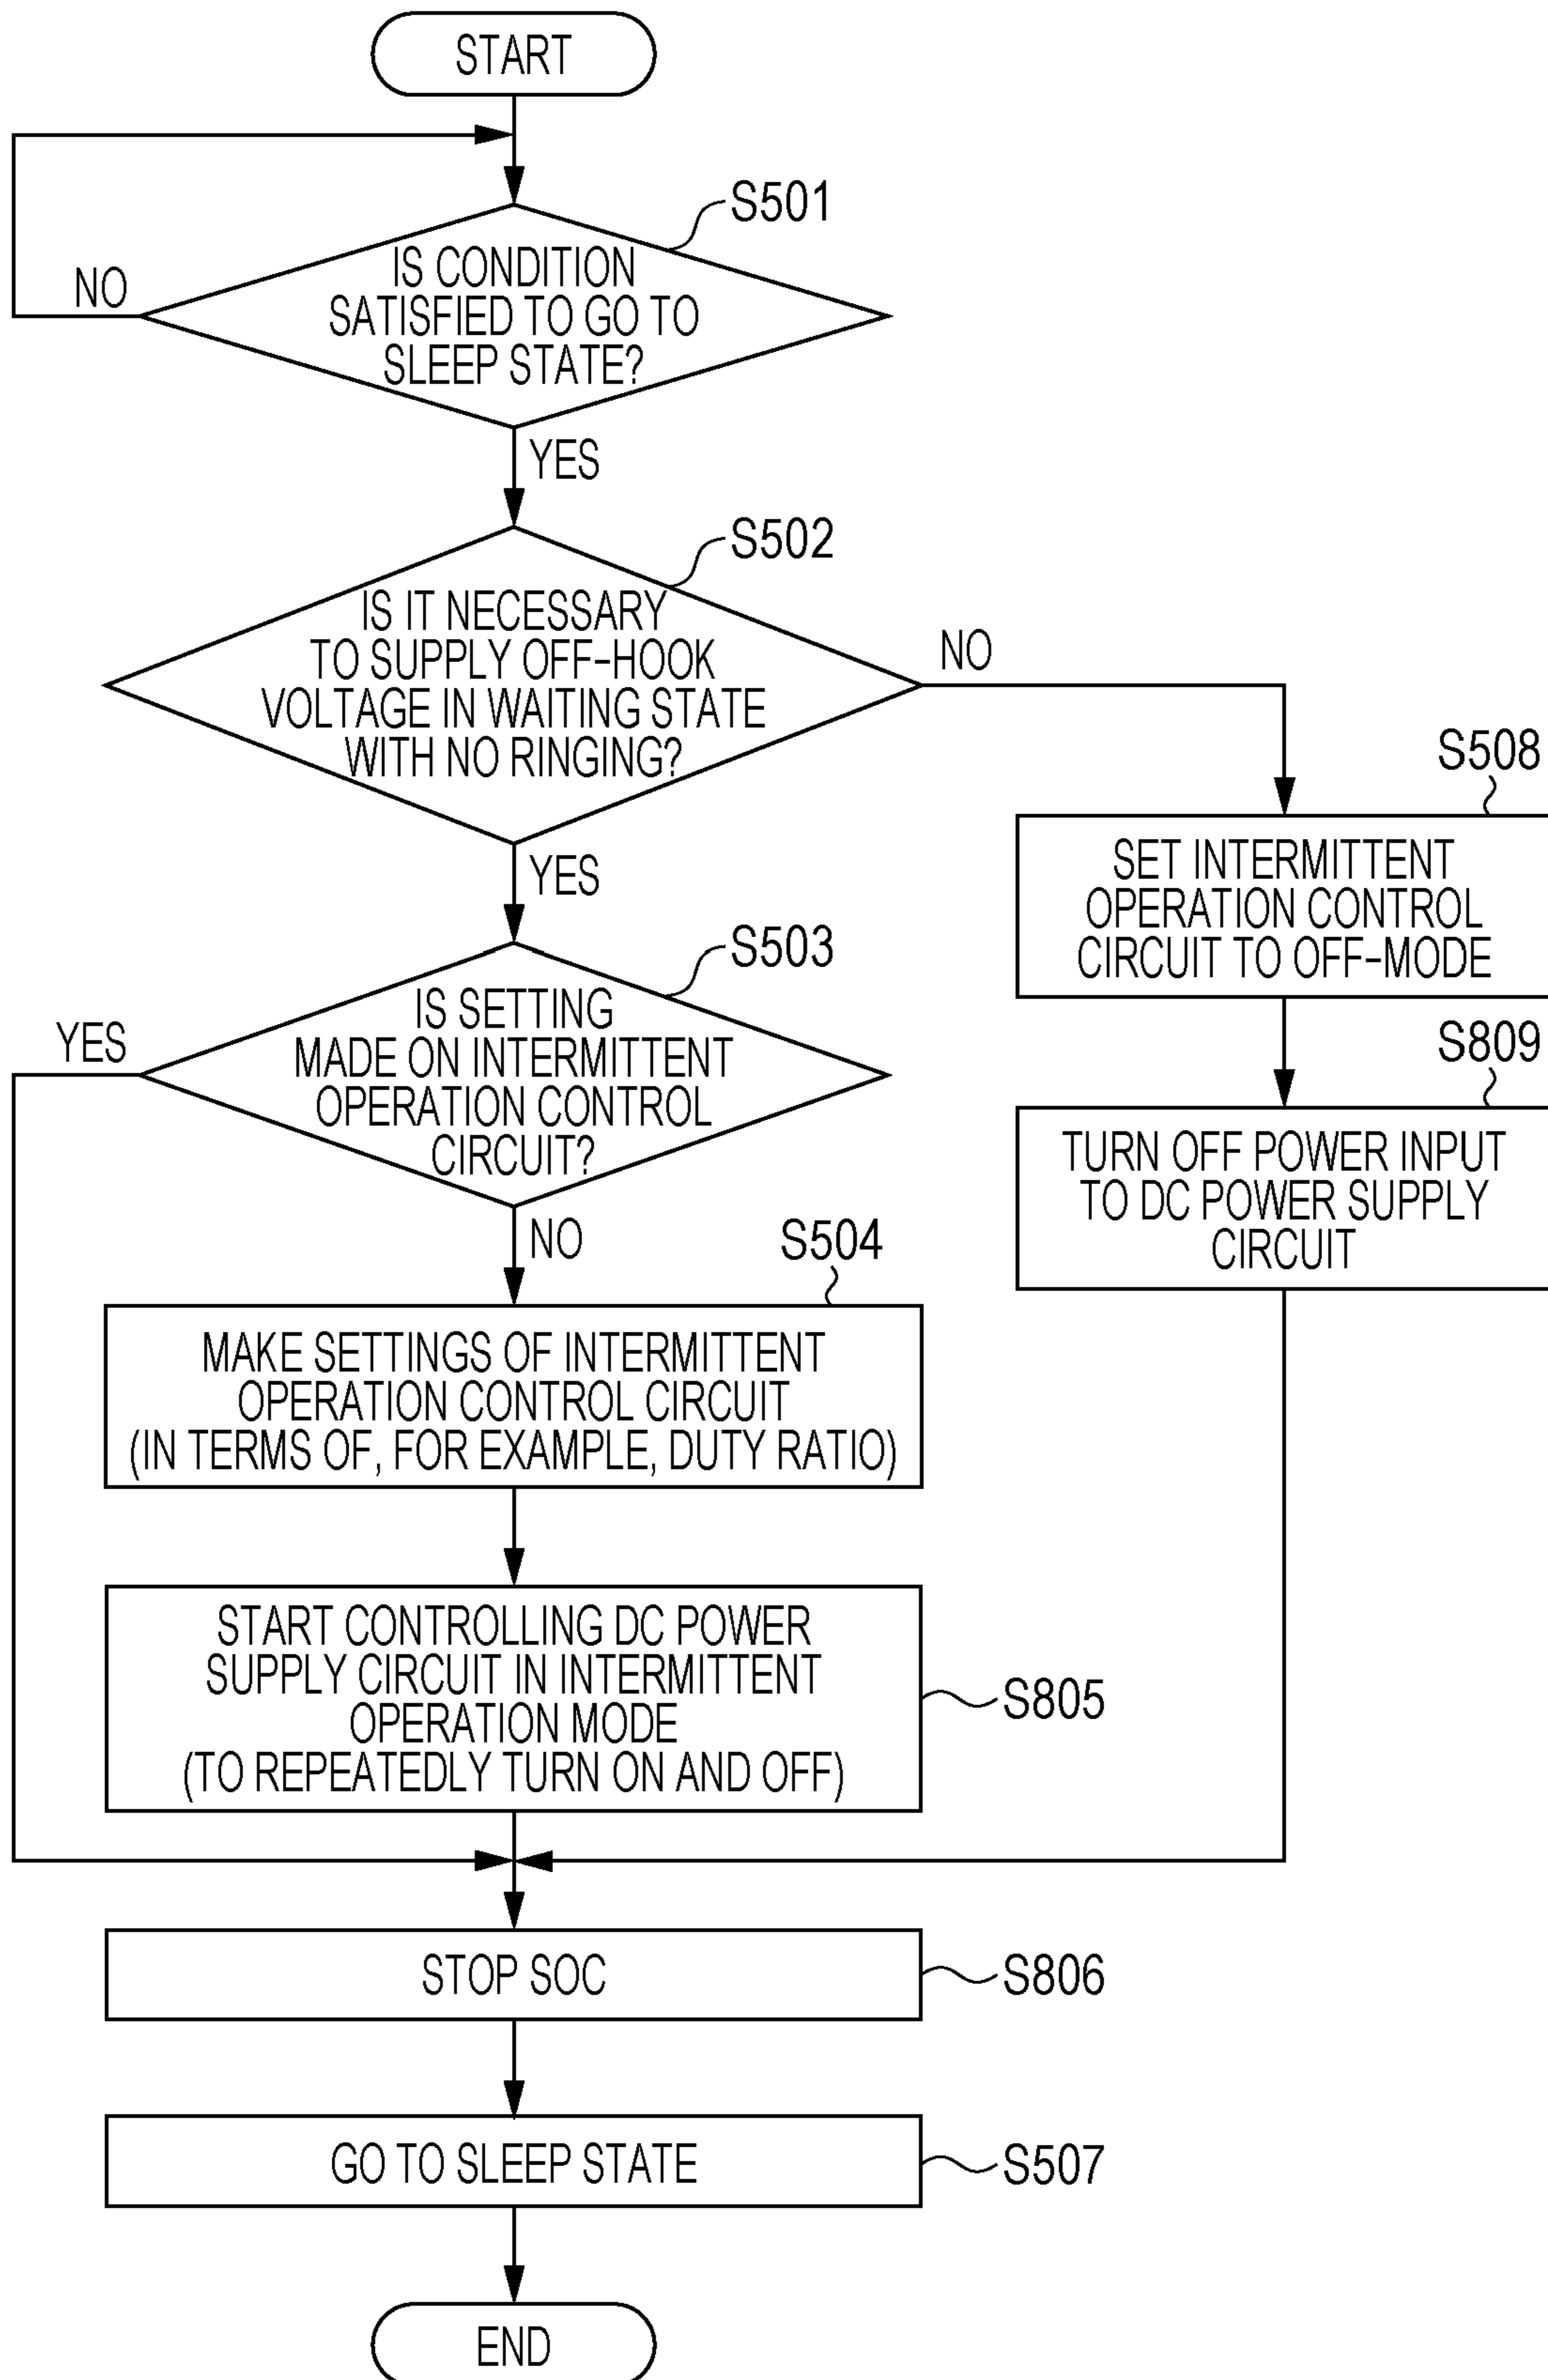 START
S501
IS CONDITION
SATISFIED TO GO TO
SLEEP STATE?
NO
YES
S502
IS IT NECESSARY
TO SUPPLY OFF-HOOK
VOLTAGE IN WAITING STATE
WITH NO RINGING?
NO
YES
S508
SET INTERMITTENT
OPERATION CONTROL
CIRCUIT TO OFF-MODE
S503
IS SETTING
MADE ON INTERMITTENT
OPERATION CONTROL
CIRCUIT?
YES
NO
S809
TURN OFF POWER INPUT
TO DC POWER SUPPLY
CIRCUIT
S504
MAKE SETTINGS OF INTERMITTENT
OPERATION CONTROL CIRCUIT
(IN TERMS OF, FOR EXAMPLE, DUTY RATIO)
START CONTROLLING DC POWER
SUPPLY CIRCUIT IN INTERMITTENT
OPERATION MODE
(TO REPEATEDLY TURN ON AND OFF)
S805
STOP SOC
S806
GO TO SLEEP STATE
S507
END